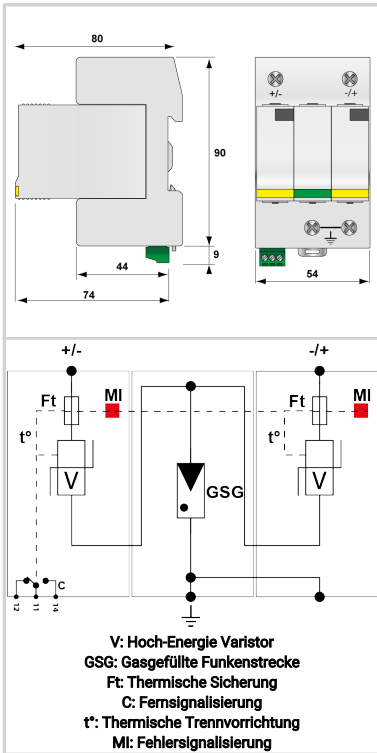 80
+/-
-/+
90
9
44
74
54
+/-
-/+
Ft
MI
Ft
MI
t°
t°
V
V
GSG
C
12
11
14
V: Hoch-Energie Varistor
GSG: Gasgefüllte Funkenstrecke
Ft: Thermische Sicherung
C: Fernsignalisierung
t°: Thermische Trennvorrichtung
MI: Fehlersignalisierung